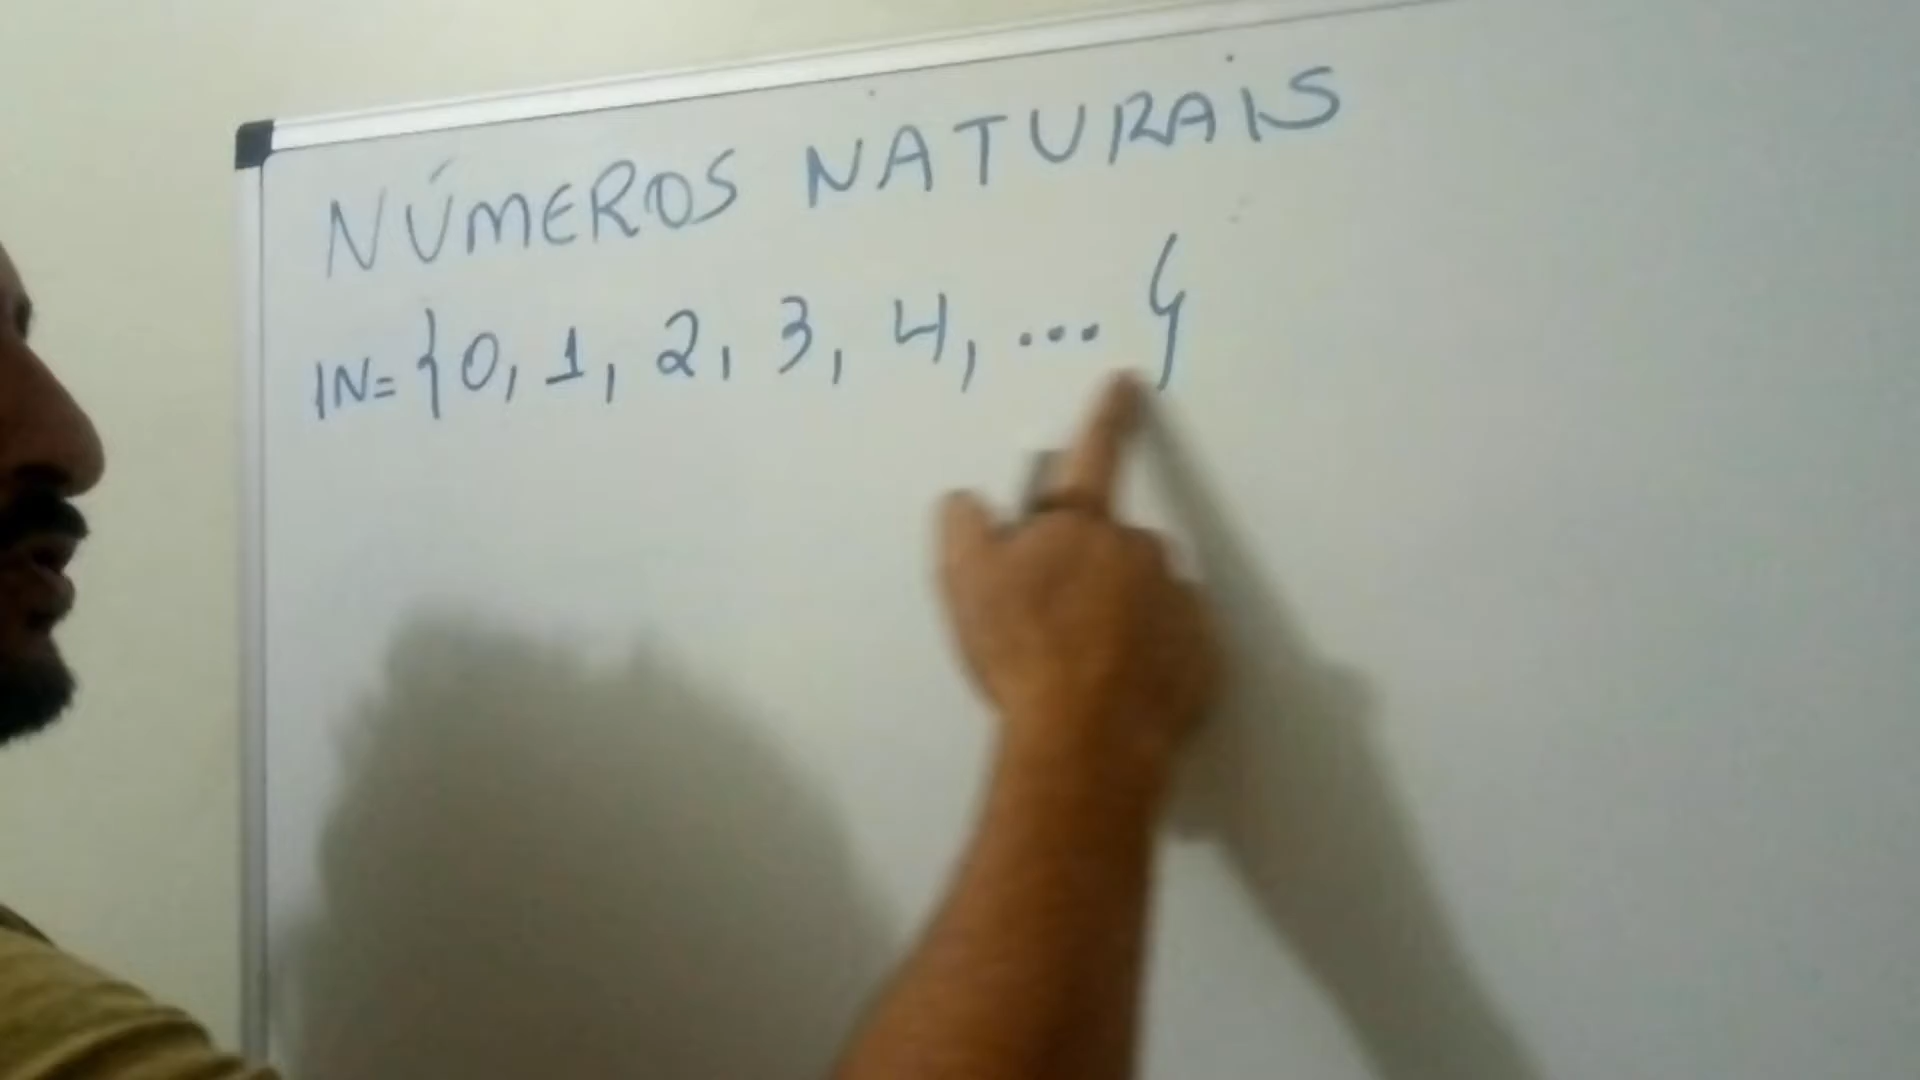 NÚMEROS NATURAIS
IN={0, 1, 2, 3, 4, ... }